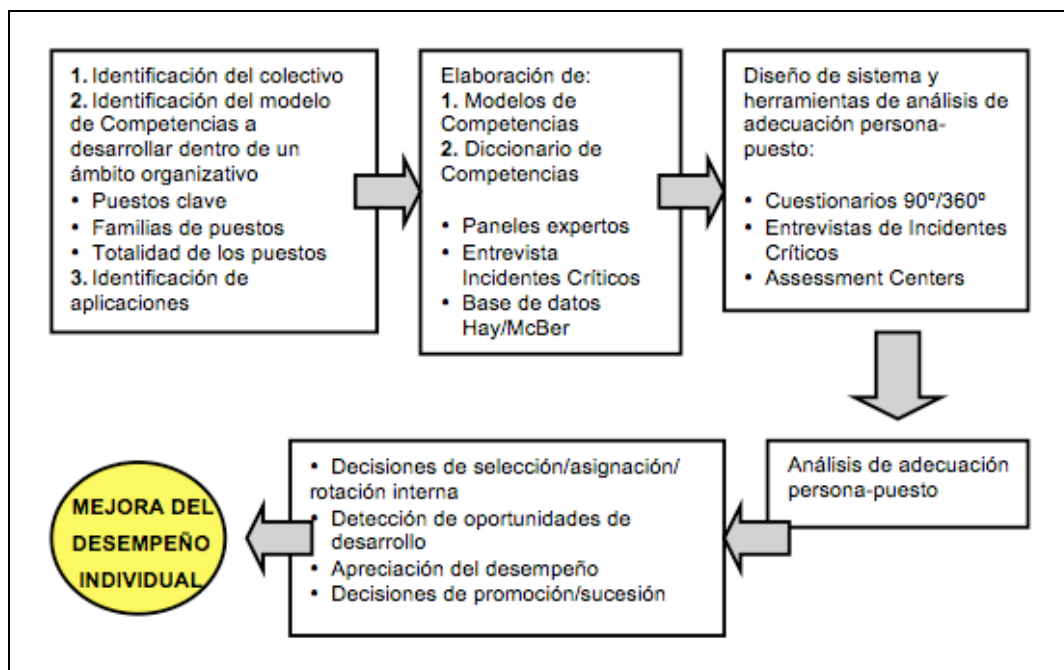 1. Identificación del colectivo
2. Identificación del modelo
de Competencias a
desarrollar dentro de un
ámbito organizativo
• Puestos clave
• Familias de puestos
• Totalidad de los puestos
3. Identificación de
aplicaciones
Elaboración de:
1. Modelos de
Competencias
2. Diccionario de
Competencias
• Paneles expertos
• Entrevista
Incidentes Críticos
• Base de datos
Hay/McBer
Diseño de sistema y
herramientas de análisis de
adecuación persona-
puesto:
• Cuestionarios 90º/360º
• Entrevistas de Incidentes
Críticos
• Assessment Centers
Análisis de adecuación
persona-puesto
• Decisiones de selección/asignación/
rotación interna
• Detección de oportunidades de
desarrollo
• Apreciación del desempeño
• Decisiones de promoción/sucesión
MEJORA DEL
DESEMPEÑO
INDIVIDUAL